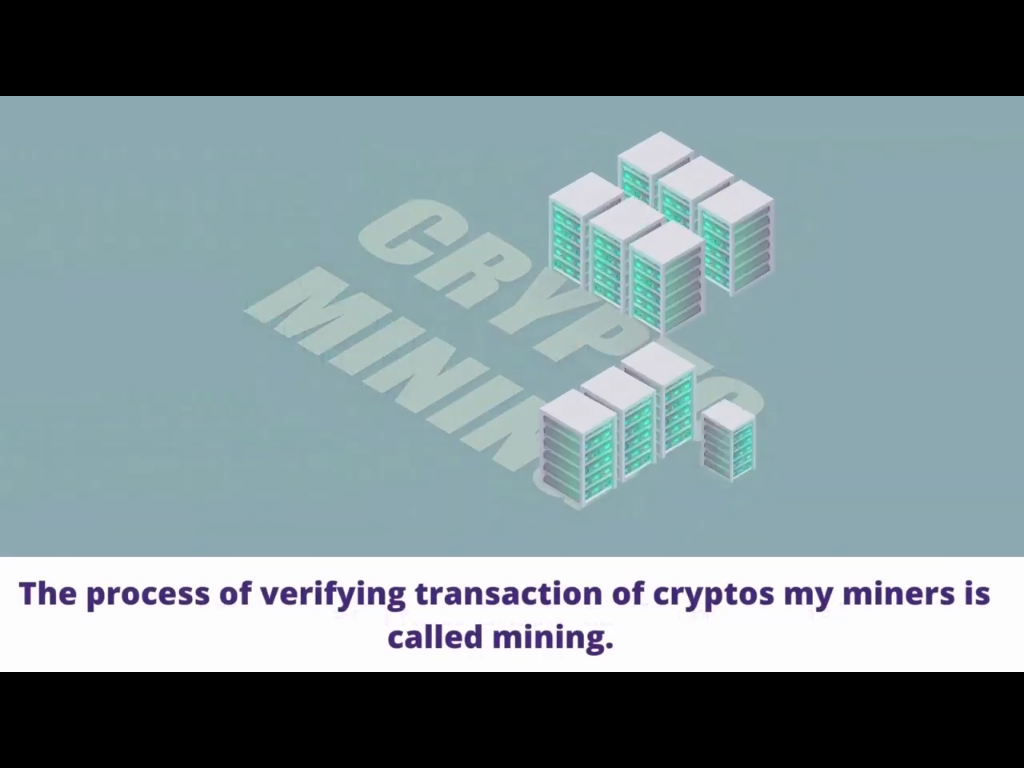 CRYPTO
MINING
The process of verifying transaction of cryptos my miners is
called mining.